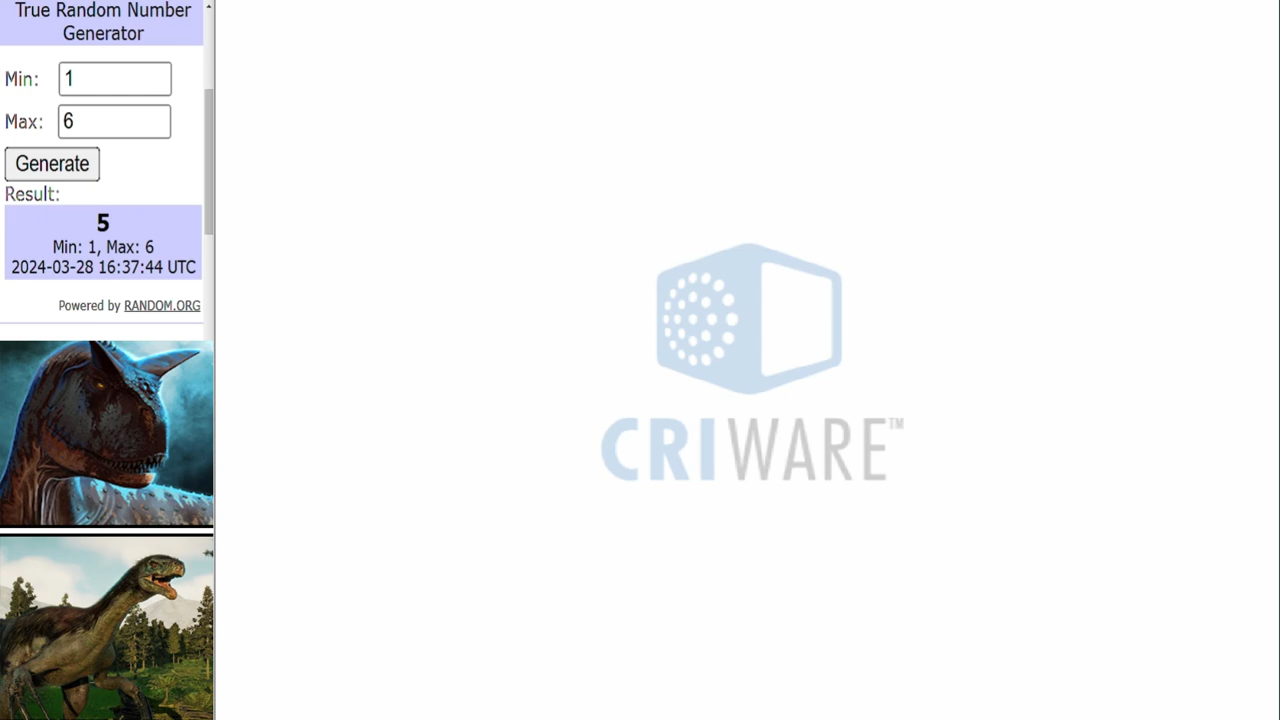 True Random Number
Generator
Min: 1
Max: 6
Generate
Result:
5
Min: 1, Max: 6
2024-03-28 16:37:44 UTC
Powered by RANDOM.ORG
CRIWARE™